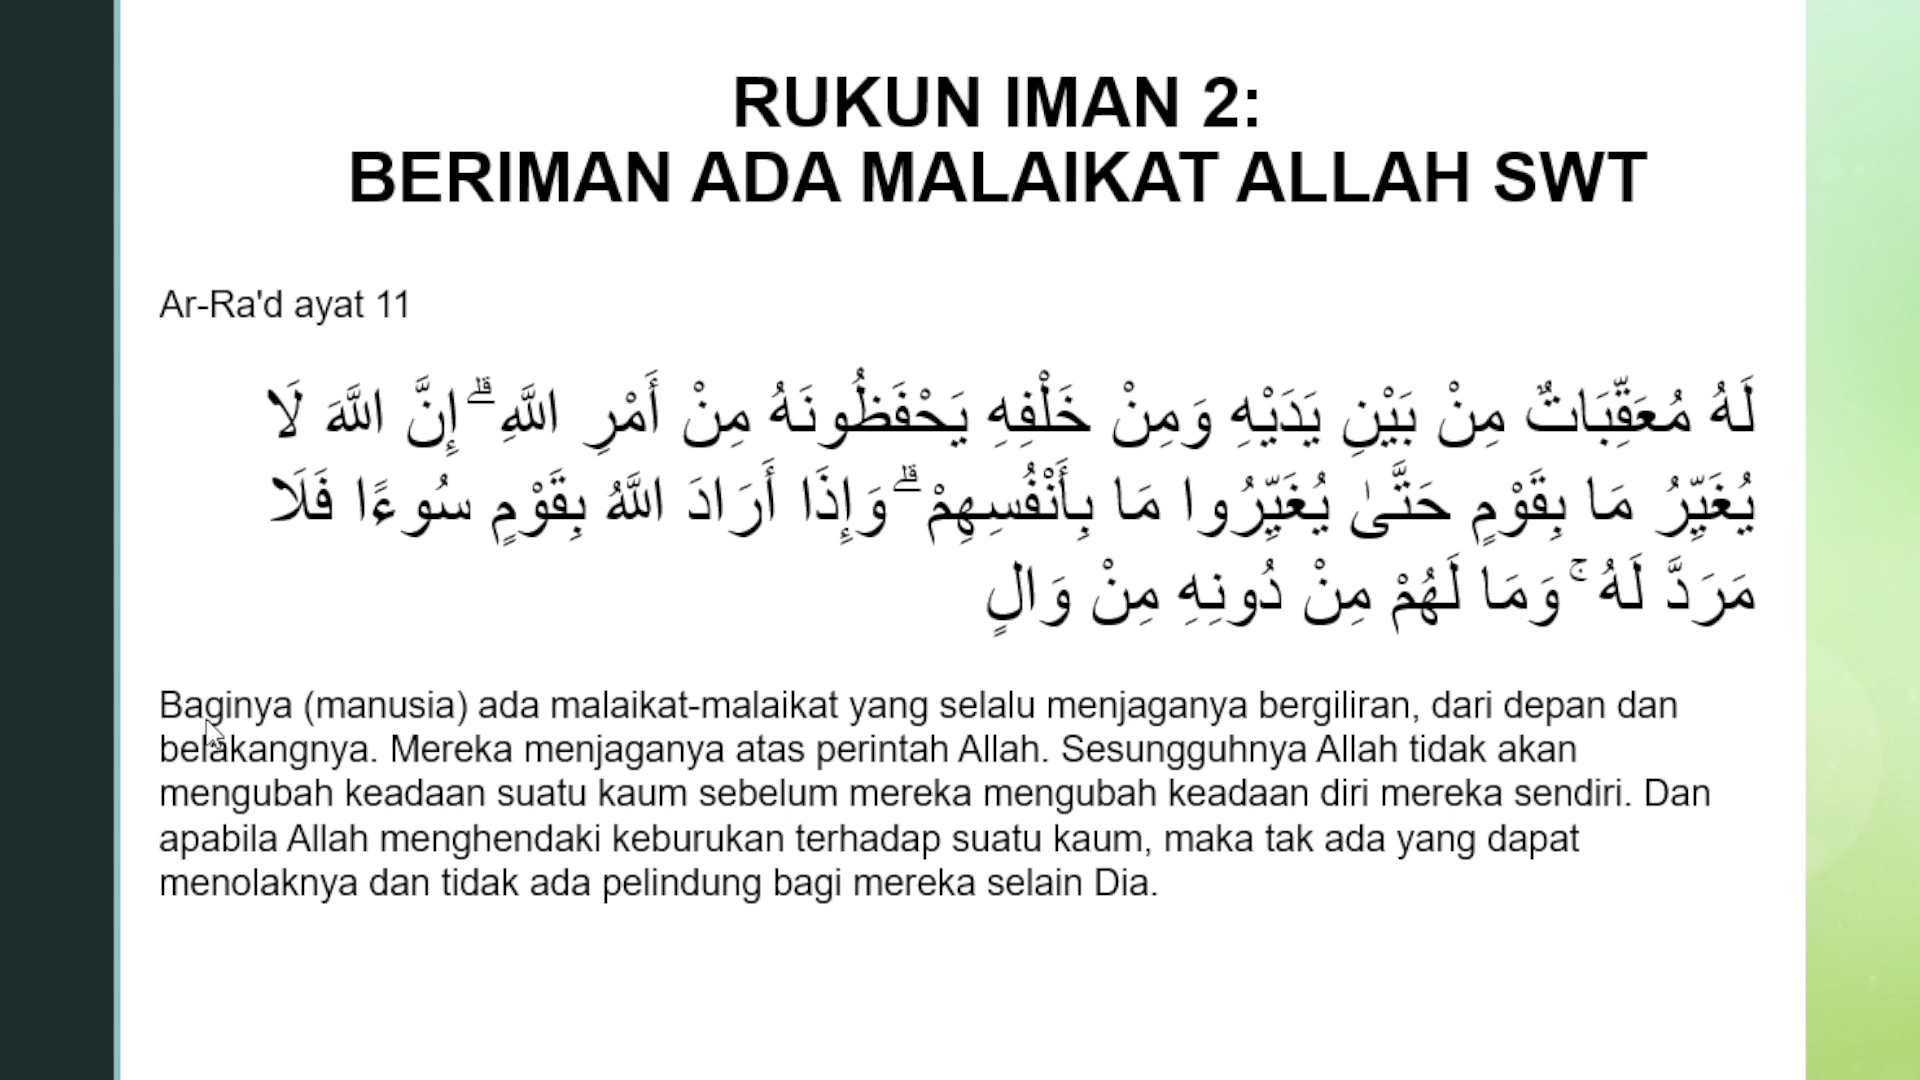 RUKUN IMAN 2:
BERIMAN ADA MALAIKAT ALLAH SWT
Ar-Ra'd ayat 11
لَهُ مُعَقِّبَاتٌ مِنْ بَيْنِ يَدَيْهِ وَمِنْ خَلْفِهِ يَحْفَظُونَهُ مِنْ أَمْرِ اللَّهِ ۗ إِنَّ اللَّهَ لَا
يُغَيِّرُ مَا بِقَوْمٍ حَتَّىٰ يُغَيِّرُوا مَا بِأَنْفُسِهِمْ ۗ وَإِذَا أَرَادَ اللَّهُ بِقَوْمٍ سُوءًا فَلَا
مَرَدَّ لَهُ ۚ وَمَا لَهُمْ مِنْ دُونِهِ مِنْ وَالٍ
Baginya (manusia) ada malaikat-malaikat yang selalu menjaganya bergiliran, dari depan dan
belakangnya. Mereka menjaganya atas perintah Allah. Sesungguhnya Allah tidak akan
mengubah keadaan suatu kaum sebelum mereka mengubah keadaan diri mereka sendiri. Dan
apabila Allah menghendaki keburukan terhadap suatu kaum, maka tak ada yang dapat
menolaknya dan tidak ada pelindung bagi mereka selain Dia.